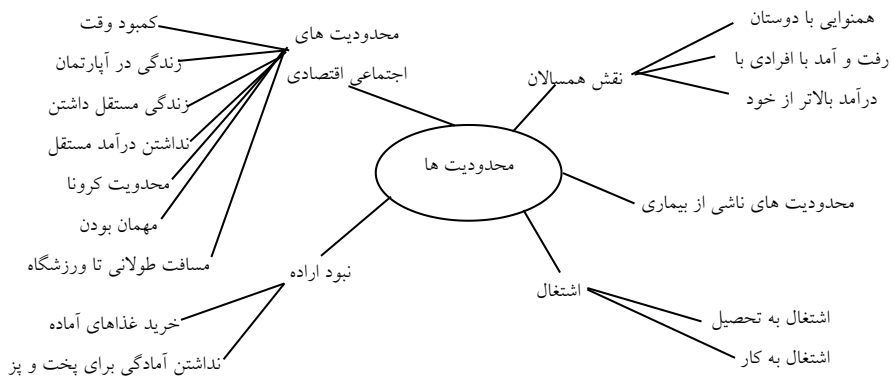 محدودیت ها
نقش همسالان
همنوایی با دوستان
رفت و آمد با افرادی با
درآمد بالاتر از خود
محدودیت های ناشی از بیماری
اشتغال
اشتغال به تحصیل
اشتغال به کار
محدودیت های
اجتماعی اقتصادی
کمبود وقت
زندگی در آپارتمان
زندگی مستقل داشتن
نداشتن درآمد مستقل
محدویت کرونا
مهمان بودن
مسافت طولانی تا ورزشگاه
نبود اراده
خرید غذاهای آماده
نداشتن آمادگی برای پخت و پز